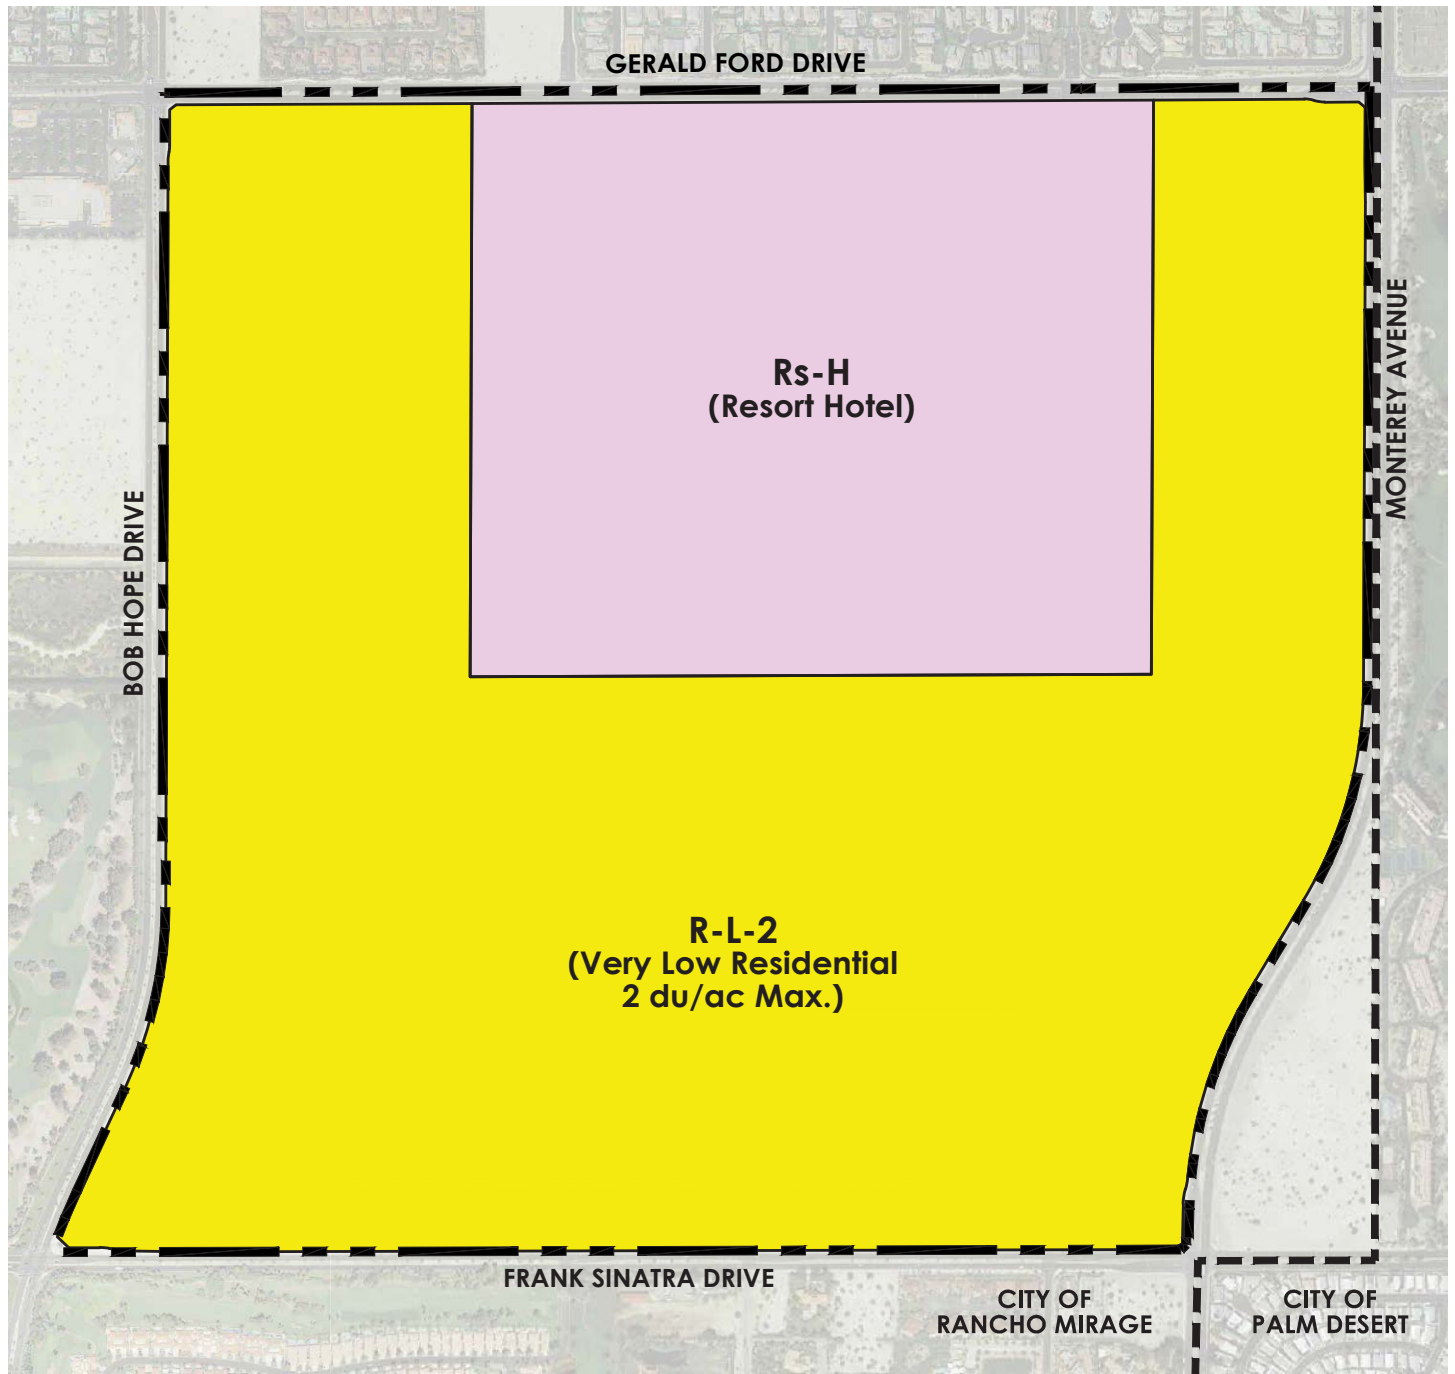 GERALD FORD DRIVE
Rs-H
(Resort Hotel)
MONTEREY AVENUE
BOB HOPE DRIVE
R-L-2
(Very Low Residential
2 du/ac Max.)
FRANK SINATRA DRIVE
CITY OF
RANCHO MIRAGE
CITY OF
PALM DESERT